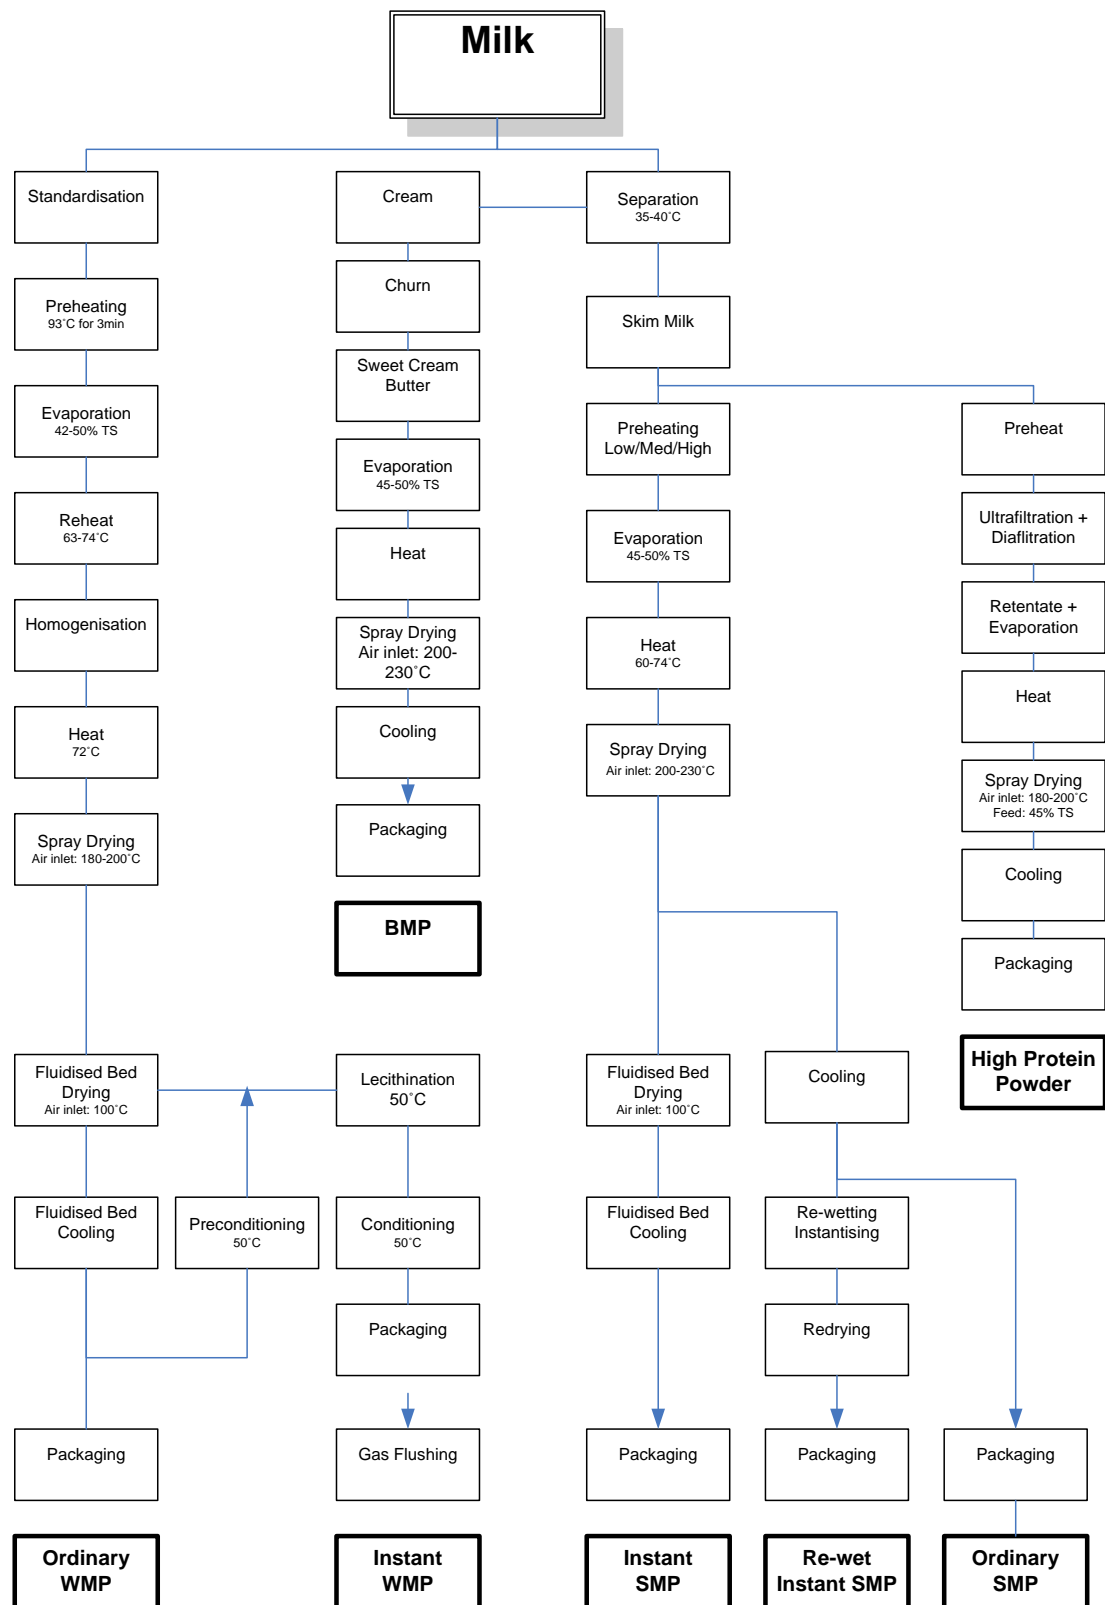 Milk
Standardisation
Cream
Separation
35-40˚C
Preheating
93˚C for 3min
Churn
Skim Milk
Evaporation
42-50% TS
Sweet Cream
Butter
Preheating
Low/Med/High
Preheat
Reheat
63-74˚C
Evaporation
45-50% TS
Evaporation
45-50% TS
Ultrafiltration +
Diaflitration
Homogenisation
Heat
Heat
60-74˚C
Retentate +
Evaporation
Heat
72˚C
Spray Drying
Air inlet: 200-
230˚C
Spray Drying
Air inlet: 200-230˚C
Heat
Spray Drying
Air inlet: 180-200˚C
Cooling
Packaging
Spray Drying
Air inlet: 180-200˚C
Feed: 45% TS
BMP
Cooling
Packaging
High Protein
Powder
Fluidised Bed
Drying
Air inlet: 100˚C
Lecithination
50˚C
Fluidised Bed
Drying
Air inlet: 100˚C
Cooling
Fluidised Bed
Cooling
Preconditioning
50˚C
Conditioning
50˚C
Fluidised Bed
Cooling
Re-wetting
Instantising
Packaging
Redrying
Packaging
Gas Flushing
Packaging
Packaging
Packaging
Ordinary
WMP
Instant
WMP
Instant
SMP
Re-wet
Instant SMP
Ordinary
SMP